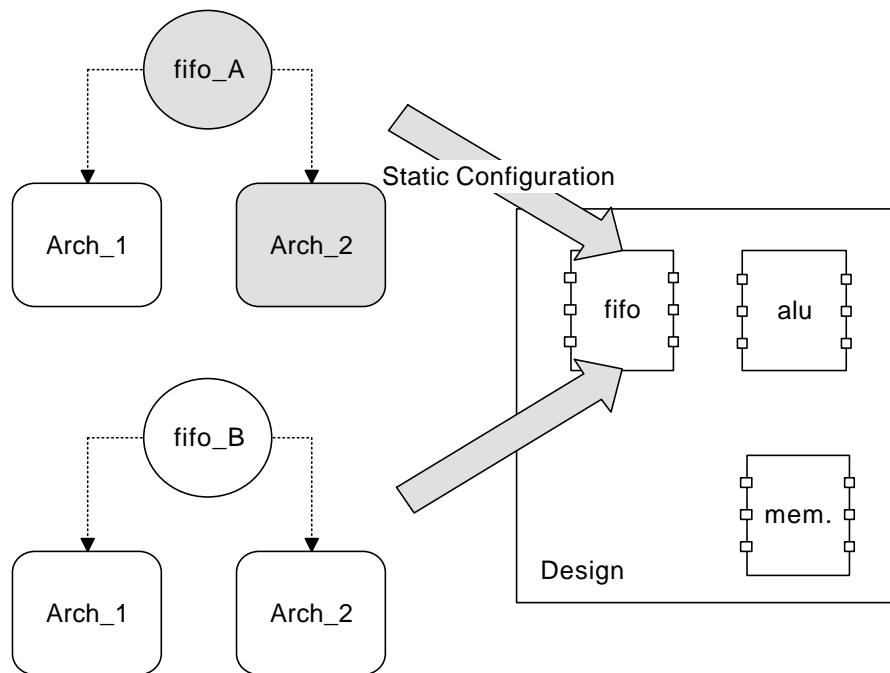 fifo_A
Static Configuration
Arch_1
Arch_2
fifo
alu
fifo_B
mem.
Design
Arch_1
Arch_2